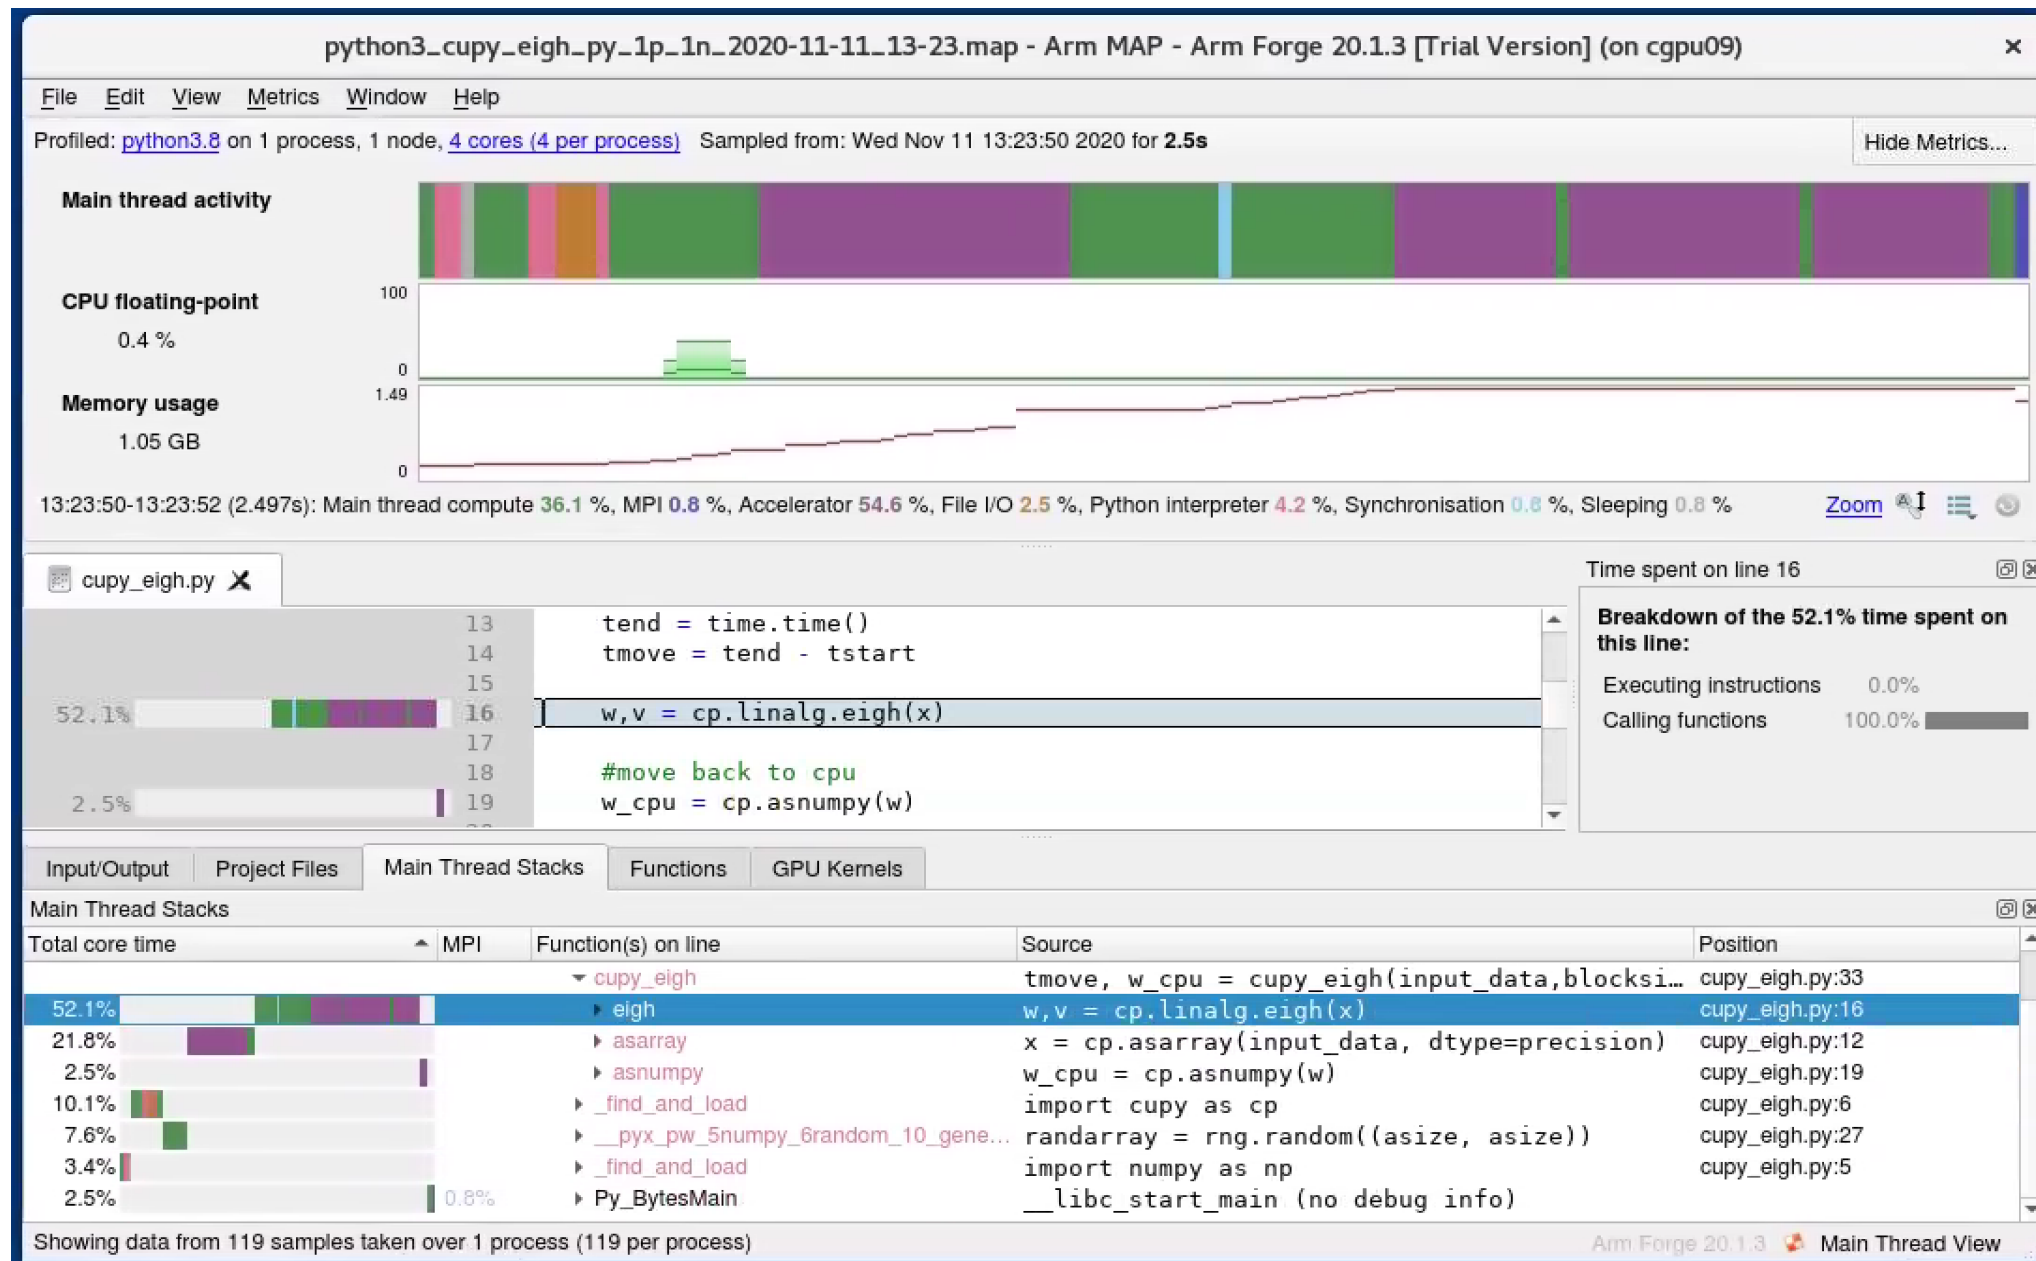 python3_cupy_eigh_py_1p_1n_2020-11-11_13-23.map - Arm MAP - Arm Forge 20.1.3 [Trial Version] (on cgpu09)
File Edit View Metrics Window Help
Profiled: python3.8 on 1 process, 1 node, 4 cores (4 per process) Sampled from: Wed Nov 11 13:23:50 2020 for 2.5s
Hide Metrics...
Main thread activity
CPU floating-point
0.4 %
100
0
Memory usage
1.05 GB
1.49
0
13:23:50-13:23:52 (2.497s): Main thread compute 36.1 %, MPI 0.8 %, Accelerator 54.6 %, File I/O 2.5 %, Python interpreter 4.2 %, Synchronisation 0.8 %, Sleeping 0.8 %
Zoom
cupy_eigh.py
13 tend = time.time()
14 tmove = tend - tstart
15
52.1% 16 w,v = cp.linalg.eigh(x)
17
18 #move back to cpu
2.5% 19 w_cpu = cp.asnumpy(w)
Time spent on line 16
Breakdown of the 52.1% time spent on
this line:
Executing instructions 0.0%
Calling functions 100.0%
Input/Output Project Files Main Thread Stacks Functions GPU Kernels
Main Thread Stacks
Total core time MPI Function(s) on line Source Position
cupy_eigh tmove, w_cpu = cupy_eigh(input_data,blocksi... cupy_eigh.py:33
52.1% eigh w,v = cp.linalg.eigh(x) cupy_eigh.py:16
21.8% asarray x = cp.asarray(input_data, dtype=precision) cupy_eigh.py:12
2.5% asnumpy w_cpu = cp.asnumpy(w) cupy_eigh.py:19
10.1% _find_and_load import cupy as cp cupy_eigh.py:6
7.6% __pyx_pw_5numpy_6random_10_gene... randarray = rng.random((asize, asize)) cupy_eigh.py:27
3.4% _find_and_load import numpy as np cupy_eigh.py:5
2.5% 0.8% Py_BytesMain __libc_start_main (no debug info)
Showing data from 119 samples taken over 1 process (119 per process)
Arm Forge 20.1.3 Main Thread View